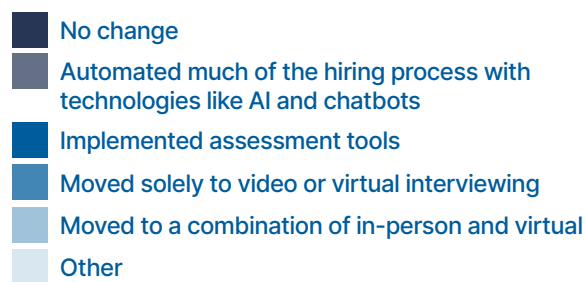 No change
Automated much of the hiring process with
technologies like AI and chatbots
Implemented assessment tools
Moved solely to video or virtual interviewing
Moved to a combination of in-person and virtual
Other